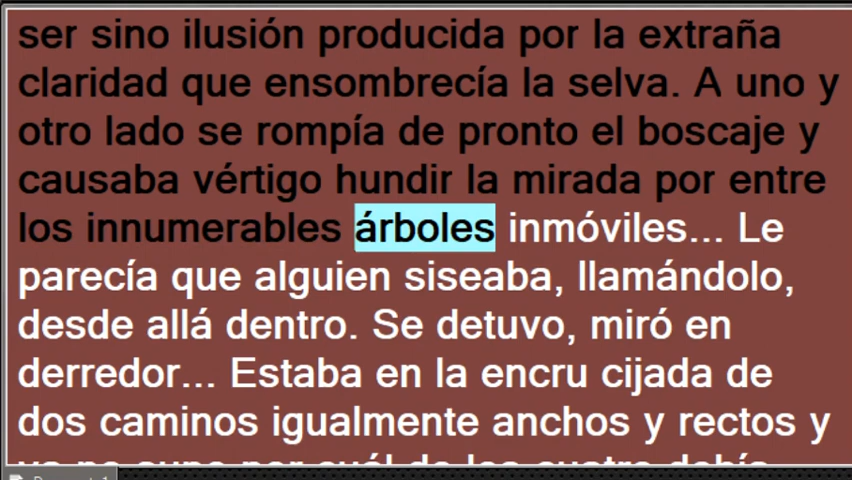 ser sino ilusión producida por la extraña
claridad que ensombrecía la selva. A uno y
otro lado se rompía de pronto el boscaje y
causaba vértigo hundir la mirada por entre
los innumerables árboles inmóviles... Le
parecía que alguien siseaba, llamándolo,
desde allá dentro. Se detuvo, miró en
derredor... Estaba en la encru cijada de
dos caminos igualmente anchos y rectos y